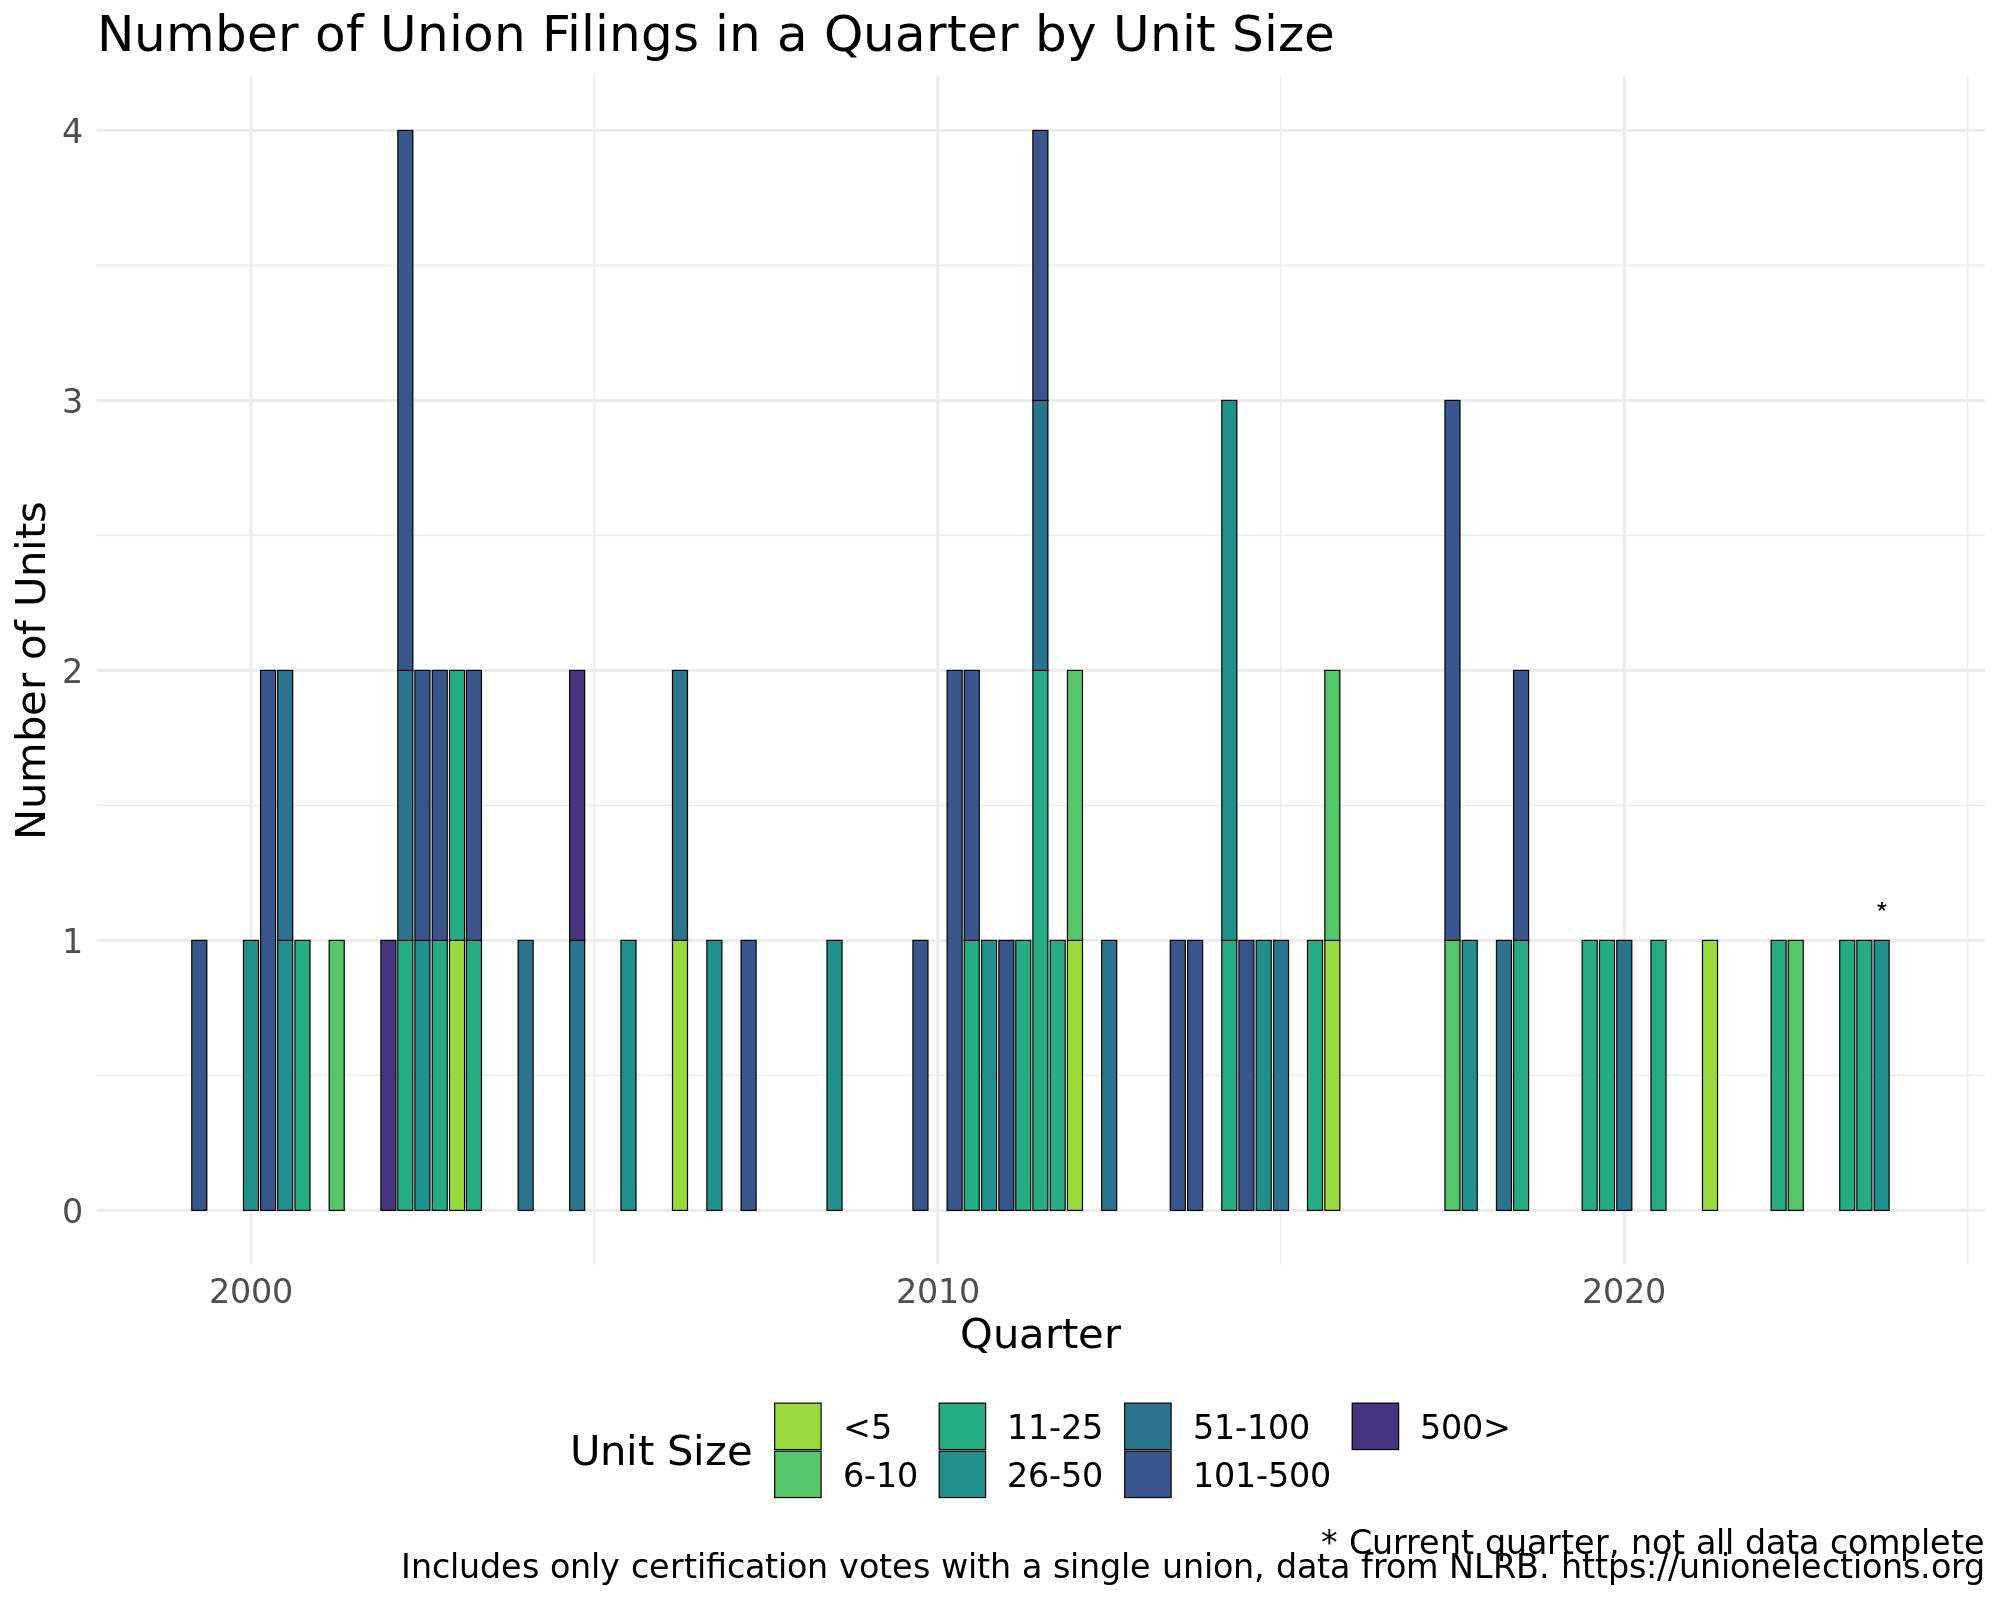 Number of Union Filings in a Quarter by Unit Size
Number of Units
4
3
2
1
0
*
2000 2010 2020
Quarter
Unit Size
<5 11-25 51-100 500>
6-10 26-50 101-500
* Current quarter, not all data complete
Includes only certification votes with a single union, data from NLRB. https://unionelections.org